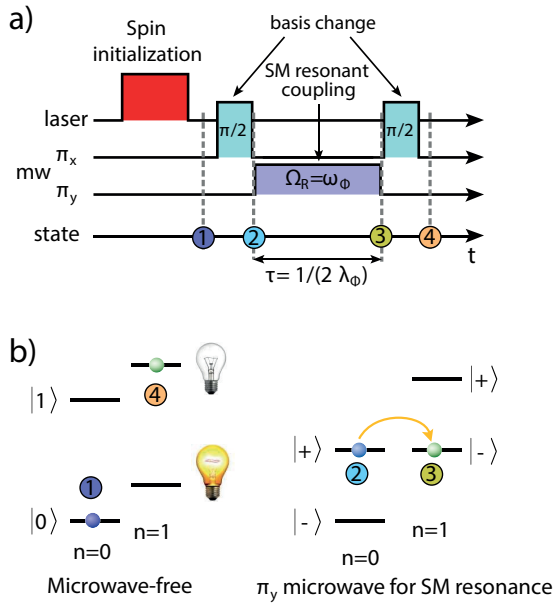 a)
Spin
initialization
basis change
SM resonant
coupling
laser
π/2
π/2
mw
πx
πy
ΩR=ωΦ
state
1
2
3
4
t
τ= 1/(2 λΦ)
b)
|1⟩
4
|+⟩
|+⟩
|-⟩
2
3
1
|0⟩
|-⟩
n=0
n=1
n=0
n=1
Microwave-free
πy microwave for SM resonance